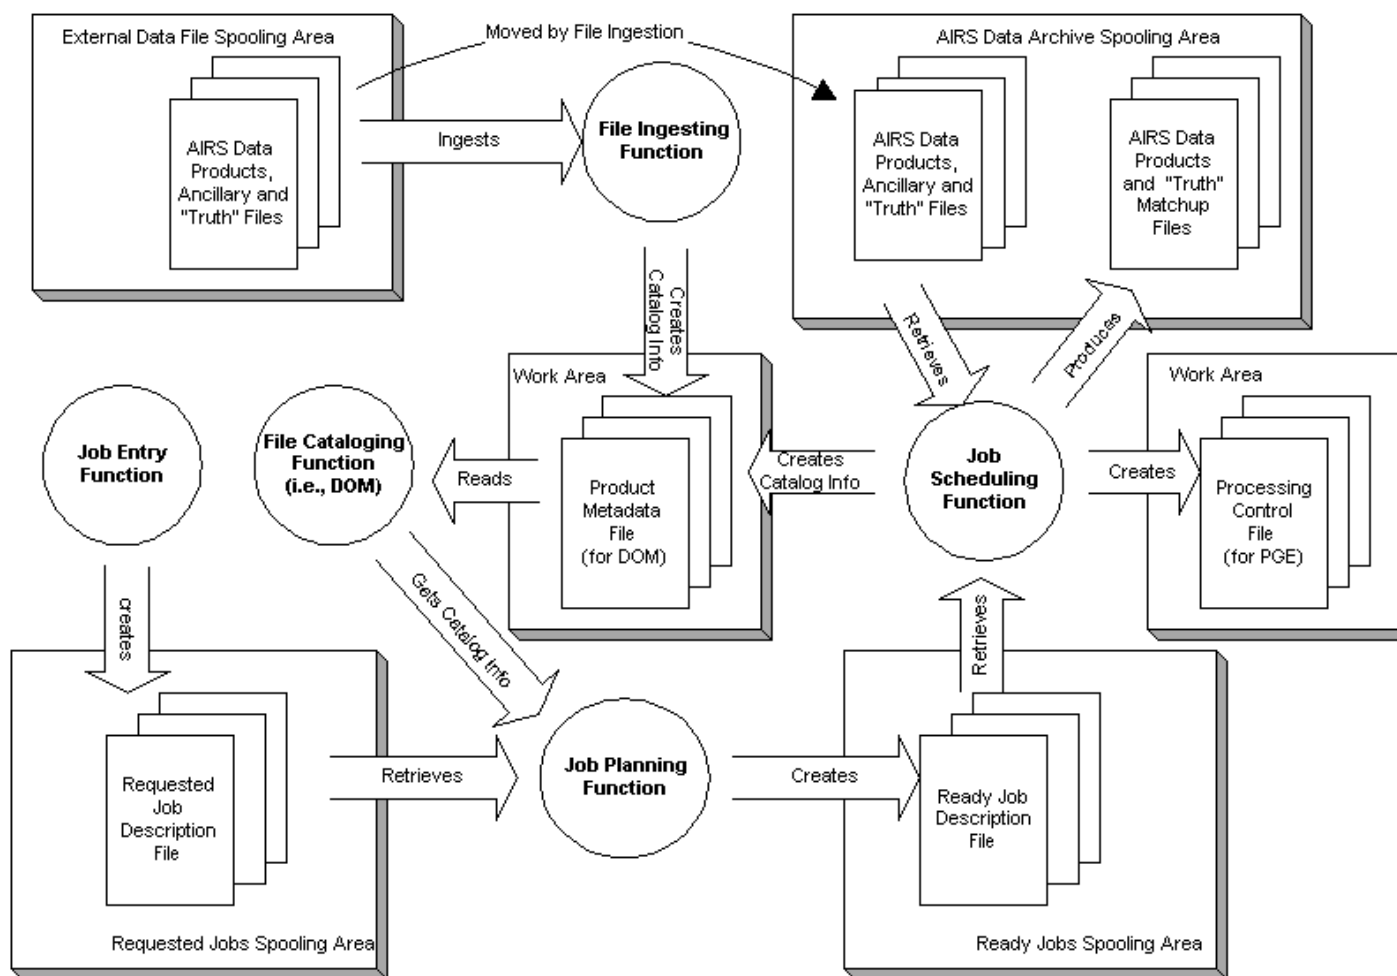 External Data File Spooling Area
Moved by File Ingestion
AIRS Data Archive Spooling Area
AIRS Data
Products,
Ancillary and
"Truth" Files
Ingests
File Ingesting
Function
AIRS Data
Products,
Ancillary and
"Truth" Files
AIRS Data
Products
and "Truth"
Matchup
Files
Creates
Catalog Info
Retrieves
Produces
Work Area
Work Area
Job Entry
Function
File Cataloging
Function
(i.e., DOM)
Reads
Product
Metadata
File
(for DOM)
Creates
Catalog Info
Job
Scheduling
Function
Creates
Processing
Control
File
(for PGE)
creates
Gets Catalog Info
Retrieves
Requested
Job
Description
File
Retrieves
Job Planning
Function
Creates
Ready Job
Description
File
Requested Jobs Spooling Area
Ready Jobs Spooling Area